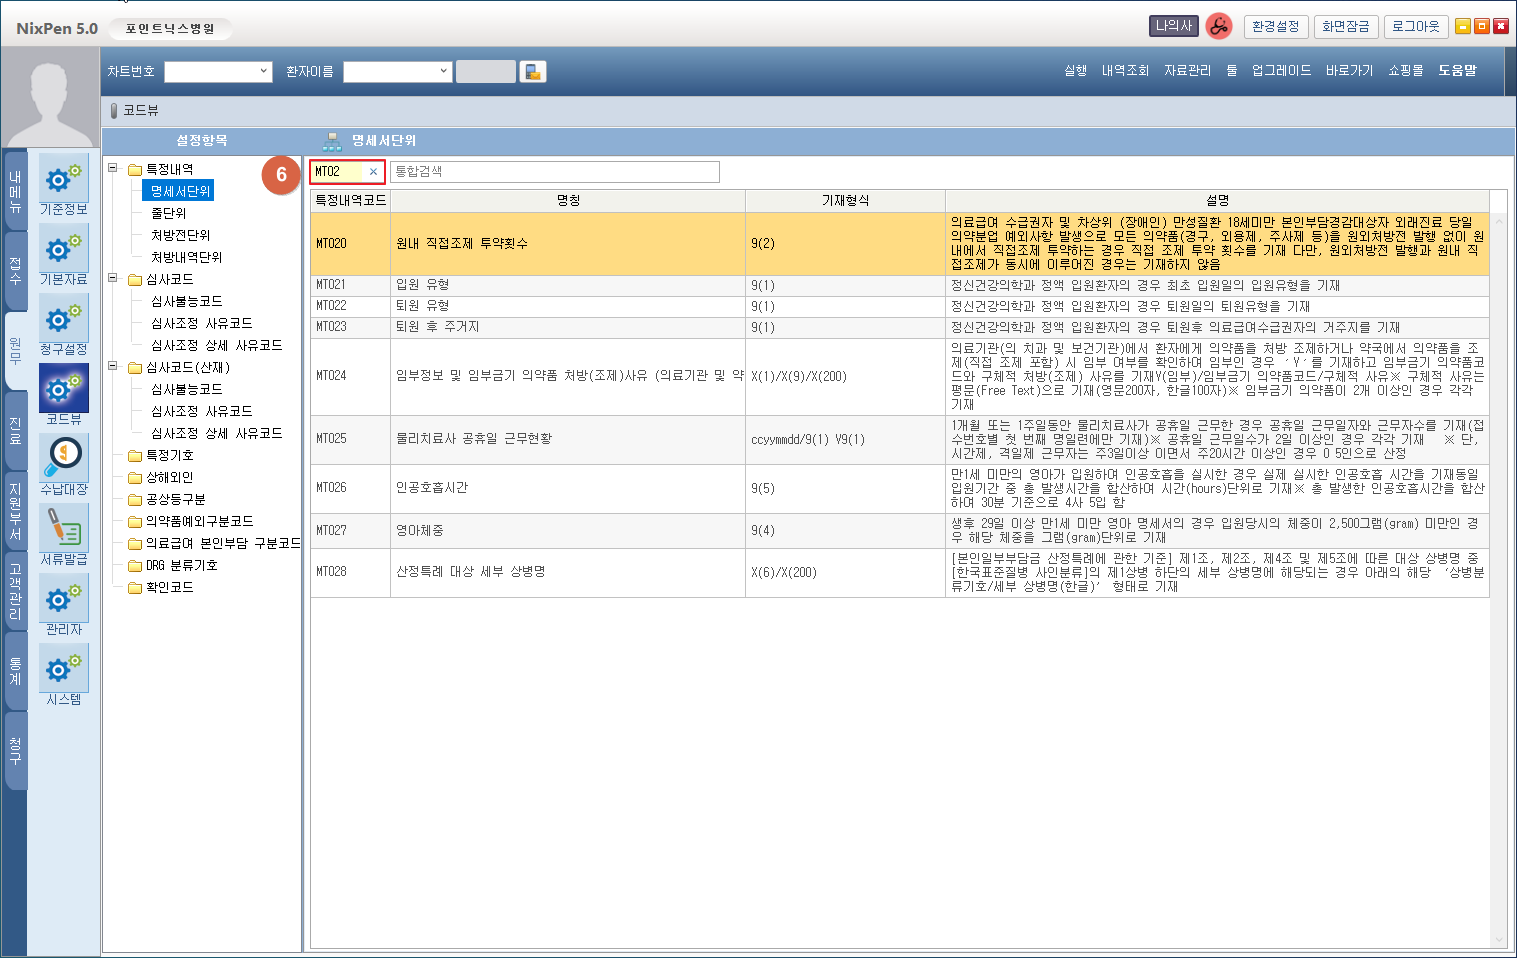 NixPen 5.0
포인트닉스병원
나의사
환경설정
화면잠금
로그아웃
차트번호
환자이름
실행
내역조회
자료관리
툴
업그레이드
바로가기
쇼핑몰
도움말
코드뷰
내메뉴
접수
원무
진료
지원부서
고객관리
통계
청구
기준정보
기본자료
청구설정
코드뷰
수납대장
서류발급
관리자
시스템
설정항목
특정내역
명세서단위
줄단위
처방전단위
처방내역단위
심사코드
심사불능코드
심사조정 사유코드
심사조정 상세 사유코드
심사코드(산재)
심사불능코드
심사조정 사유코드
심사조정 상세 사유코드
특정기호
상해외인
공상등구분
의약품예외구분코드
의료급여 본인부담 구분코드
DRG 분류기호
확인코드
명세서단위
6
MT02
통합검색
특정내역코드 명칭 기재형식 설명
MT020 원내 직접조제 투약횟수 9(2)
의료급여 수급권자 및 차상위 (장애인) 만성질환 18세미만 본인부담경감대상자 외래진료 당일
의약분업 예외사항 발생으로 모든 의약품(경구, 외용제, 주사제 등)을 원외처방전 발행 없이 원
내에서 직접조제 투약하는 경우 직접 조제 투약 횟수를 기재 다만, 원외처방전 발행과 원내 직
접조제가 동시에 이루어진 경우는 기재하지 않음
MT021 입원 유형 9(1) 정신건강의학과 정액 입원환자의 경우 최초 입원일의 입원유형을 기재
MT022 퇴원 유형 9(1) 정신건강의학과 정액 입원환자의 경우 퇴원일의 퇴원유형을 기재
MT023 퇴원 후 주거지 9(1) 정신건강의학과 정액 입원환자의 경우 퇴원후 의료급여수급권자의 거주지를 기재
MT024 임부정보 및 임부금기 의약품 처방(조제)사유 (의료기관 및 약 X(1)/X(9)/X(200)
의료기관(의 치과 및 보건기관)에서 환자에게 의약품을 처방 조제하거나 약국에서 의약품을 조
제(직접 조제 포함) 시 임부 여부를 확인하여 임부인 경우 ′Y′를 기재하고 임부금기 의약품코
드와 구체적 처방(조제) 사유를 기재Y(임부)/임부금기 의약품코드/구체적 사유※ 구체적 사유는
평문(Free Text)으로 기재(영문200자, 한글100자)※ 임부금기 의약품이 2개 이상인 경우 각각
기재
MT025 물리치료사 공휴일 근무현황 ccyymmdd/9(1) V9(1)
1개월 또는 1주일동안 물리치료사가 공휴일 근무한 경우 공휴일 근무일자와 근무자수를 기재(접
수번호별 첫 번째 명일련에만 기재)※ 공휴일 근무일수가 2일 이상인 경우 각각 기재 ※ 단,
시간제, 격일제 근무자는 주3일이상 이면서 주20시간 이상인 경우 0 5인으로 산정
MT026 인공호흡시간 9(5)
만1세 미만의 영아가 입원하여 인공호흡을 실시한 경우 실제 실시한 인공호흡 시간을 기재동일
입원기간 중 총 발생시간을 합산하여 시간(hours)단위로 기재※ 총 발생한 인공호흡시간을 합산
하여 30분 기준으로 4사 5입 함
MT027 영아체중 9(4)
생후 29일 이상 만1세 미만 영아 명세서의 경우 입원당시의 체중이 2,500그램(gram) 미만인 경
우 해당 체중을 그램(gram)단위로 기재
MT028 산정특례 대상 세부 상병명 X(6)/X(200)
[본인일부부담금 산정특례에 관한 기준] 제1조, 제2조, 제4조 및 제5조에 따른 대상 상병명 중
[한국표준질병 사인분류]의 제1상병 하단의 세부 상병명에 해당되는 경우 아래의 해당 ‘상병분
류기호/세부 상병명(한글)’ 형태로 기재